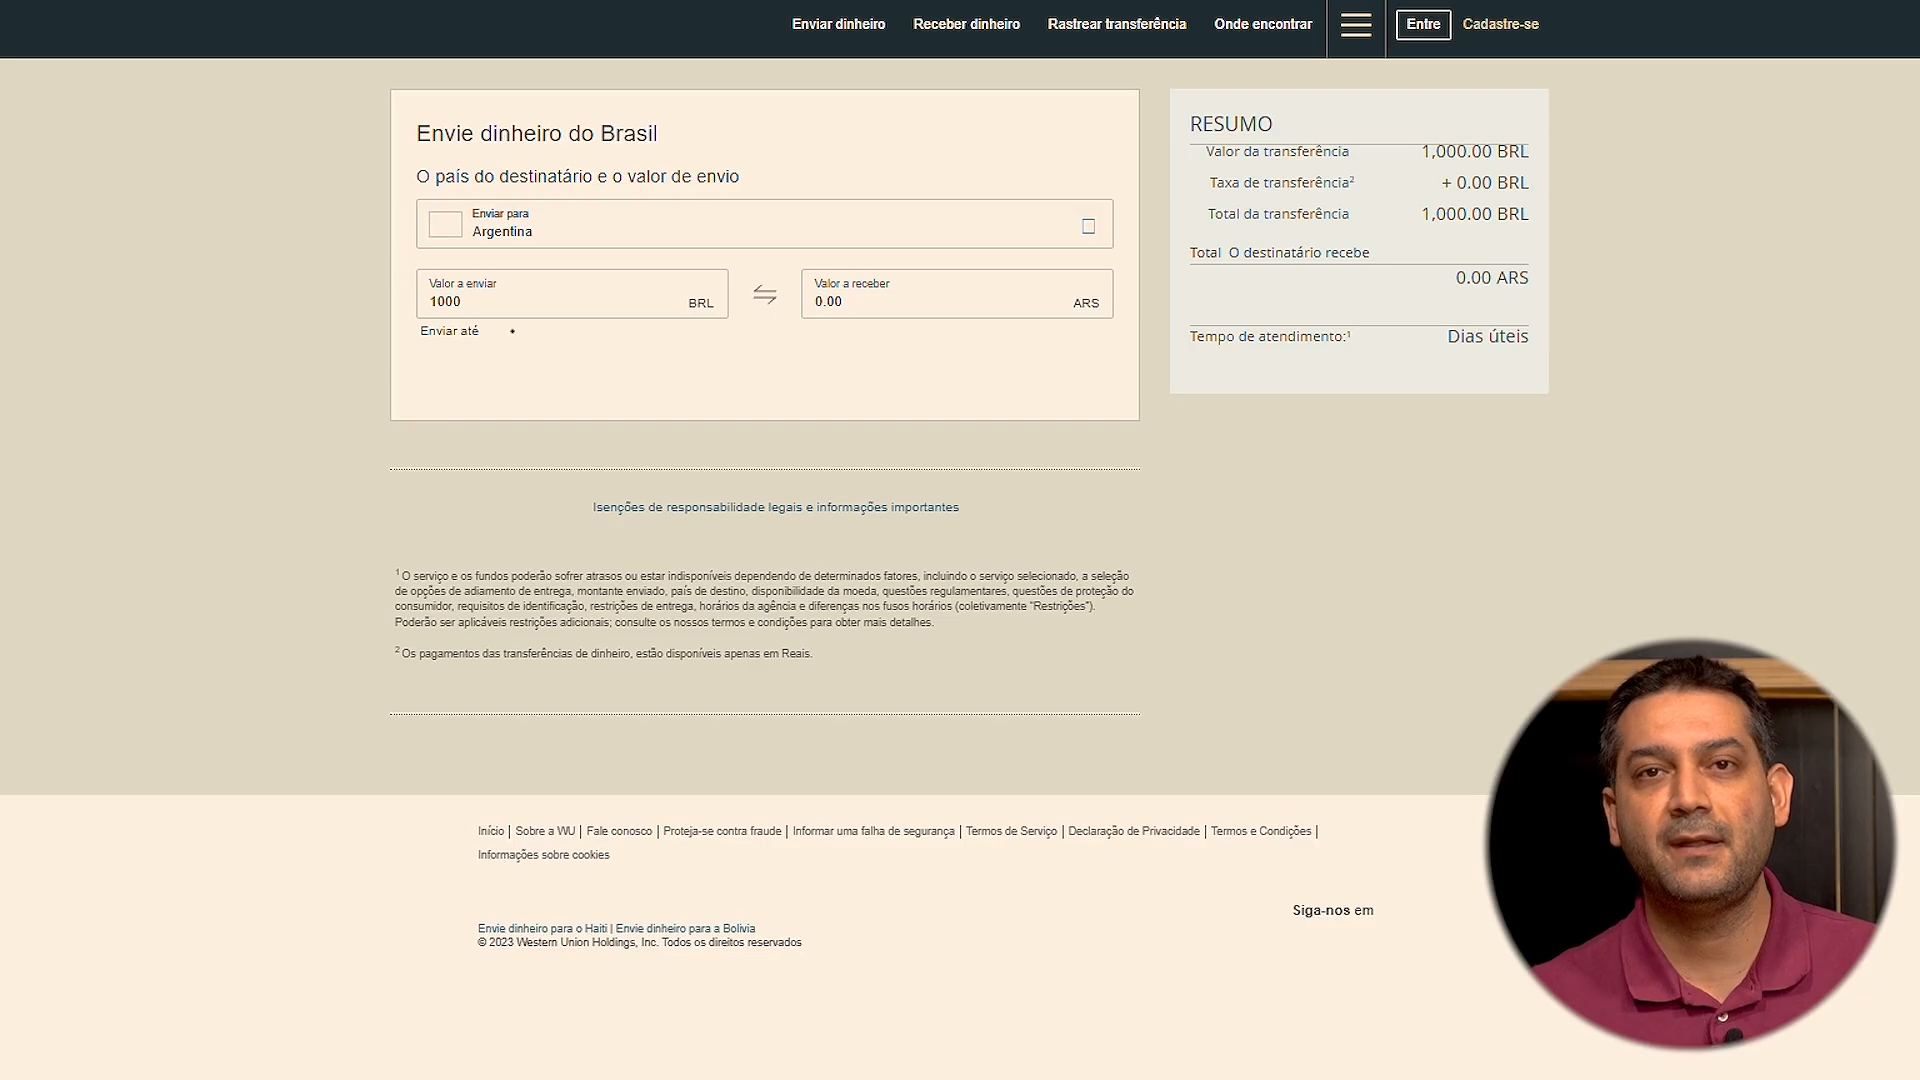 Enviar dinheiro
Receber dinheiro
Rastrear transferência
Onde encontrar
Entre
Cadastre-se
Envie dinheiro do Brasil
O país do destinatário e o valor de envio
Enviar para
Argentina
Valor a enviar
1000
BRL
Valor a receber
0.00
ARS
Enviar até
RESUMO
Valor da transferência 1,000.00 BRL
Taxa de transferência² + 0.00 BRL
Total da transferência 1,000.00 BRL
Total O destinatário recebe
0.00 ARS
Tempo de atendimento:¹ Dias úteis
Isenções de responsabilidade legais e informações importantes
¹ O serviço e os fundos poderão sofrer atrasos ou estar indisponíveis dependendo de determinados fatores, incluindo o serviço selecionado, a seleção
de opções de adiamento de entrega, montante enviado, país de destino, disponibilidade da moeda, questões regulamentares, questões de proteção do
consumidor, requisitos de identificação, restrições de entrega, horários da agência e diferenças nos fusos horários (coletivamente "Restrições").
Poderão ser aplicáveis restrições adicionais; consulte os nossos termos e condições para obter mais detalhes.
² Os pagamentos das transferências de dinheiro, estão disponíveis apenas em Reais.
Início | Sobre a WU | Fale conosco | Proteja-se contra fraude | Informar uma falha de segurança | Termos de Serviço | Declaração de Privacidade | Termos e Condições |
Informações sobre cookies
Siga-nos em
Envie dinheiro para o Haiti | Envie dinheiro para a Bolívia
© 2023 Western Union Holdings, Inc. Todos os direitos reservados